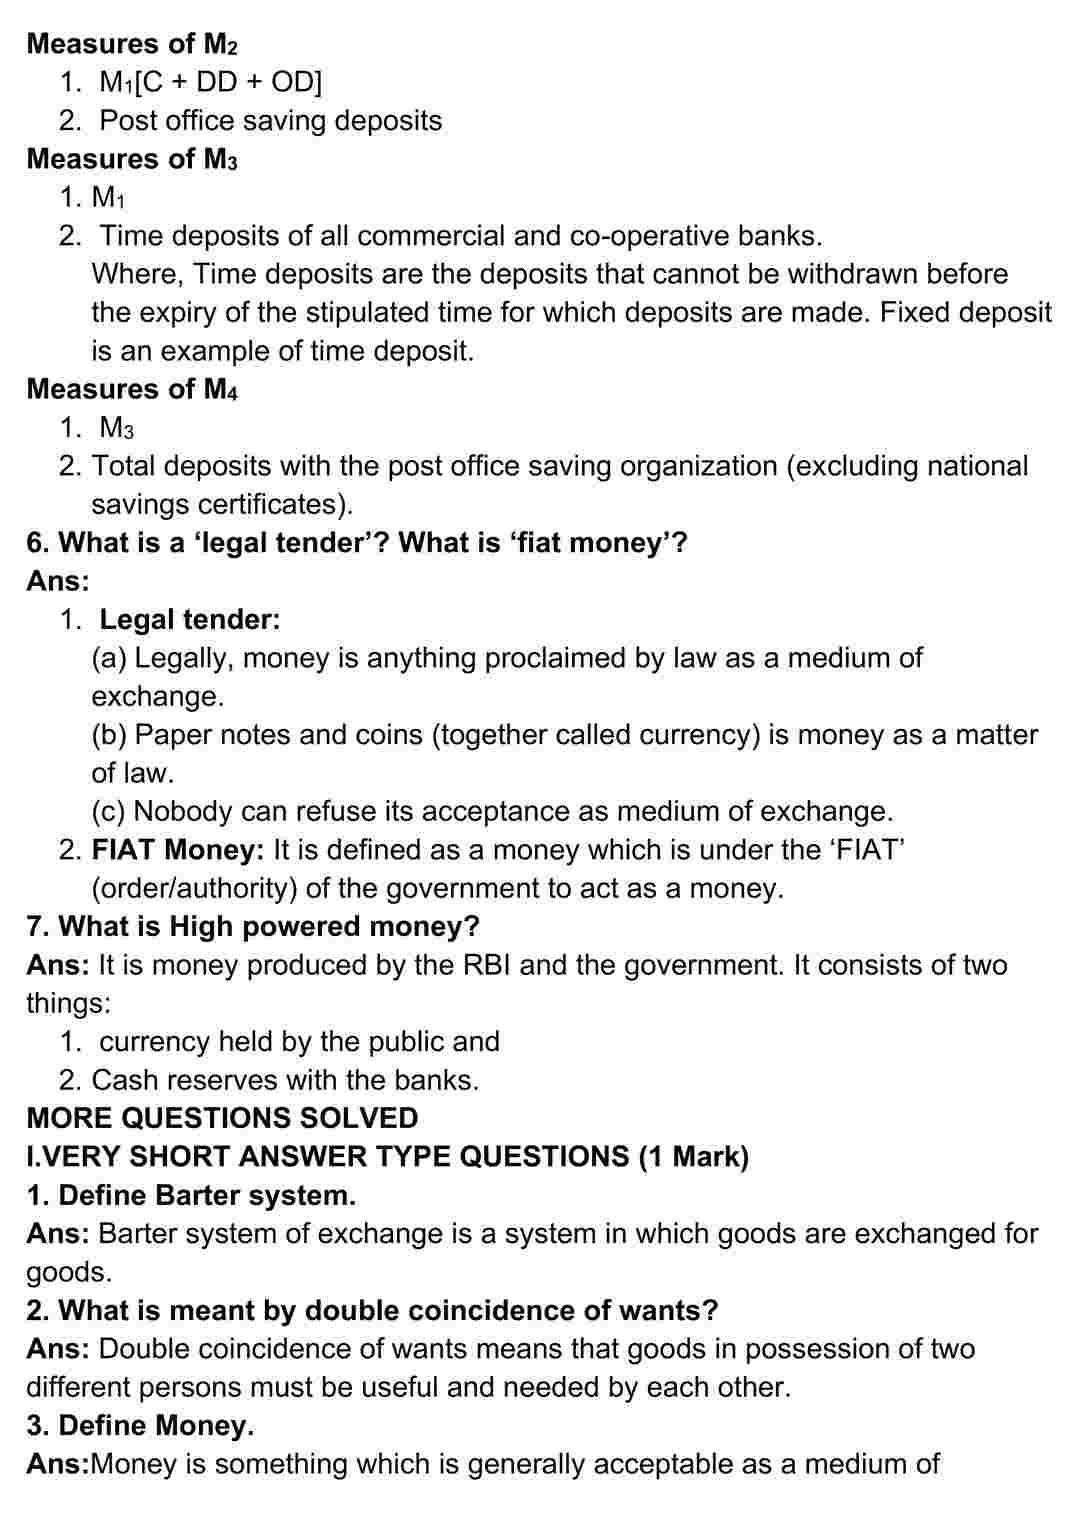 Measures of M2
1. M1[C + DD + OD]
2. Post office saving deposits
Measures of M3
1. M1
2. Time deposits of all commercial and co-operative banks.
Where, Time deposits are the deposits that cannot be withdrawn before
the expiry of the stipulated time for which deposits are made. Fixed deposit
is an example of time deposit.
Measures of M4
1. M3
2. Total deposits with the post office saving organization (excluding national
savings certificates).
6. What is a ‘legal tender’? What is ‘fiat money’?
Ans:
1. Legal tender:
(a) Legally, money is anything proclaimed by law as a medium of
exchange.
(b) Paper notes and coins (together called currency) is money as a matter
of law.
(c) Nobody can refuse its acceptance as medium of exchange.
2. FIAT Money: It is defined as a money which is under the ‘FIAT’
(order/authority) of the government to act as a money.
7. What is High powered money?
Ans: It is money produced by the RBI and the government. It consists of two
things:
1. currency held by the public and
2. Cash reserves with the banks.
MORE QUESTIONS SOLVED
I.VERY SHORT ANSWER TYPE QUESTIONS (1 Mark)
1. Define Barter system.
Ans: Barter system of exchange is a system in which goods are exchanged for
goods.
2. What is meant by double coincidence of wants?
Ans: Double coincidence of wants means that goods in possession of two
different persons must be useful and needed by each other.
3. Define Money.
Ans:Money is something which is generally acceptable as a medium of